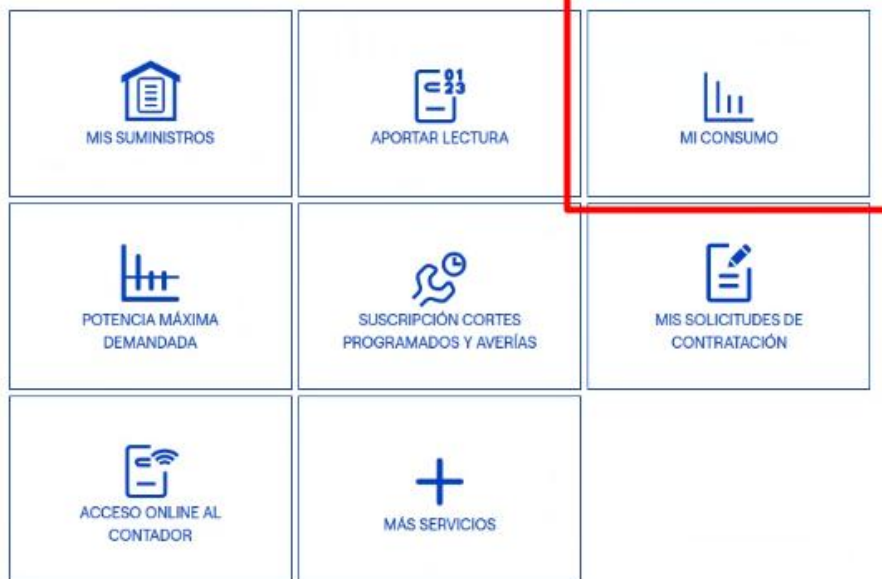 MIS SUMINISTROS
APORTAR LECTURA
MI CONSUMO
POTENCIA MÁXIMA
DEMANDADA
SUSCRIPCIÓN CORTES
PROGRAMADOS Y AVERÍAS
MIS SOLICITUDES DE
CONTRATACIÓN
ACCESO ONLINE AL
CONTADOR
MÁS SERVICIOS